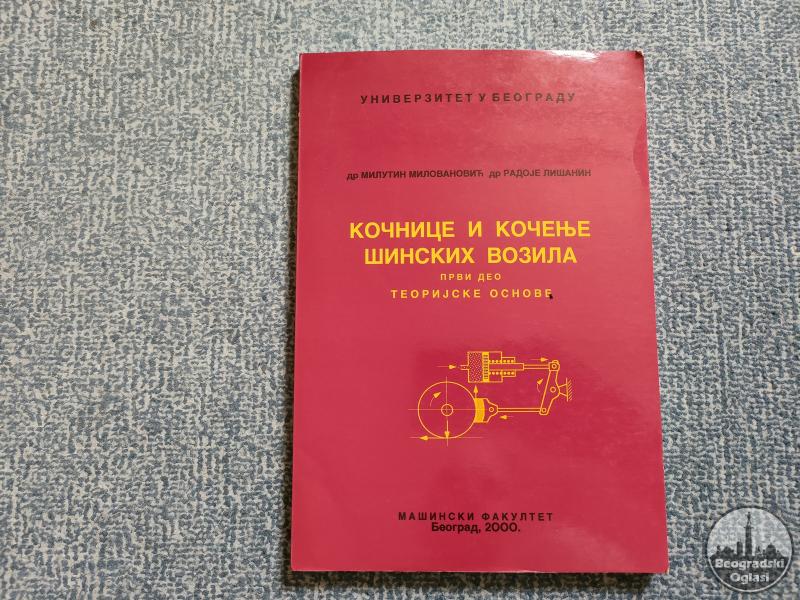 УНИВЕРЗИТЕТ У БЕОГРАДУ
др МИЛУТИН МИЛОВАНОВИЋ др РАДОЈЕ ЛИШАНИН
КОЧНИЦЕ И КОЧЕЊЕ
ШИНСКИХ ВОЗИЛА
ПРВИ ДЕО
ТЕОРИЈСКЕ ОСНОВЕ
МАШИНСКИ ФАКУЛТЕТ
Београд, 2000.
Beogradski
Oglasi